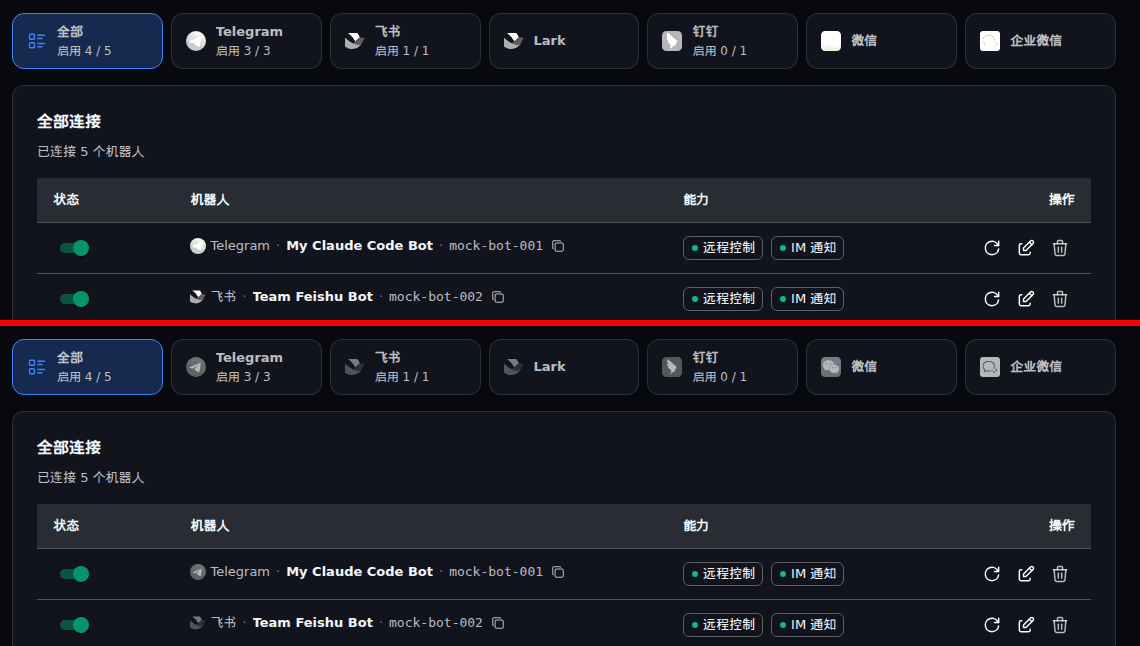 全部
启用 4 / 5
Telegram
启用 3 / 3
飞书
启用 1 / 1
Lark
钉钉
启用 0 / 1
微信
企业微信
全部连接
已连接 5 个机器人
状态 机器人 能力 操作
Telegram · My Claude Code Bot · mock-bot-001 远程控制 IM 通知
飞书 · Team Feishu Bot · mock-bot-002 远程控制 IM 通知
全部
启用 4 / 5
Telegram
启用 3 / 3
飞书
启用 1 / 1
Lark
钉钉
启用 0 / 1
微信
企业微信
全部连接
已连接 5 个机器人
状态 机器人 能力 操作
Telegram · My Claude Code Bot · mock-bot-001 远程控制 IM 通知
飞书 · Team Feishu Bot · mock-bot-002 远程控制 IM 通知